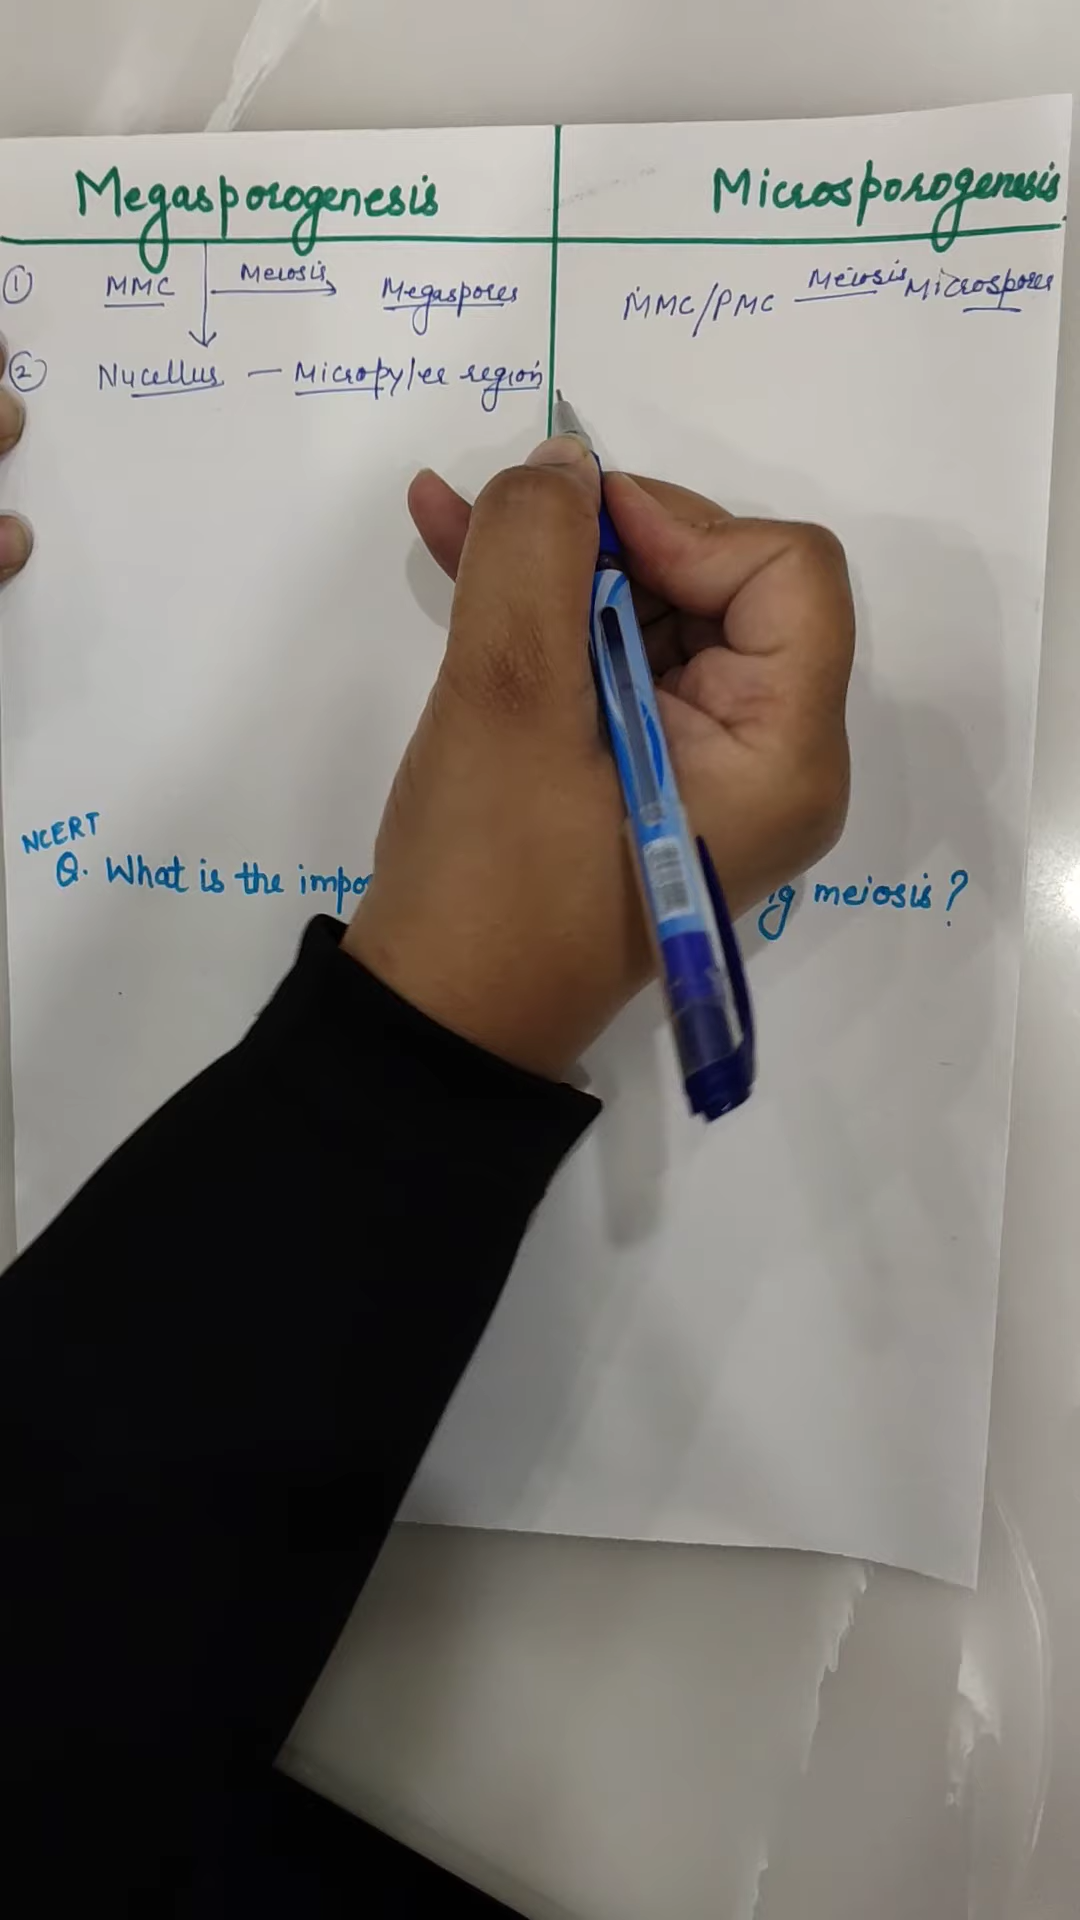 Megasporogenesis
Microsporogenesis
① MMC Meiosis Megaspores
MMC/PMC Meiosis Microspores
② Nucellus — Micropyler region
NCERT
Q. What is the impo
g meiosis?